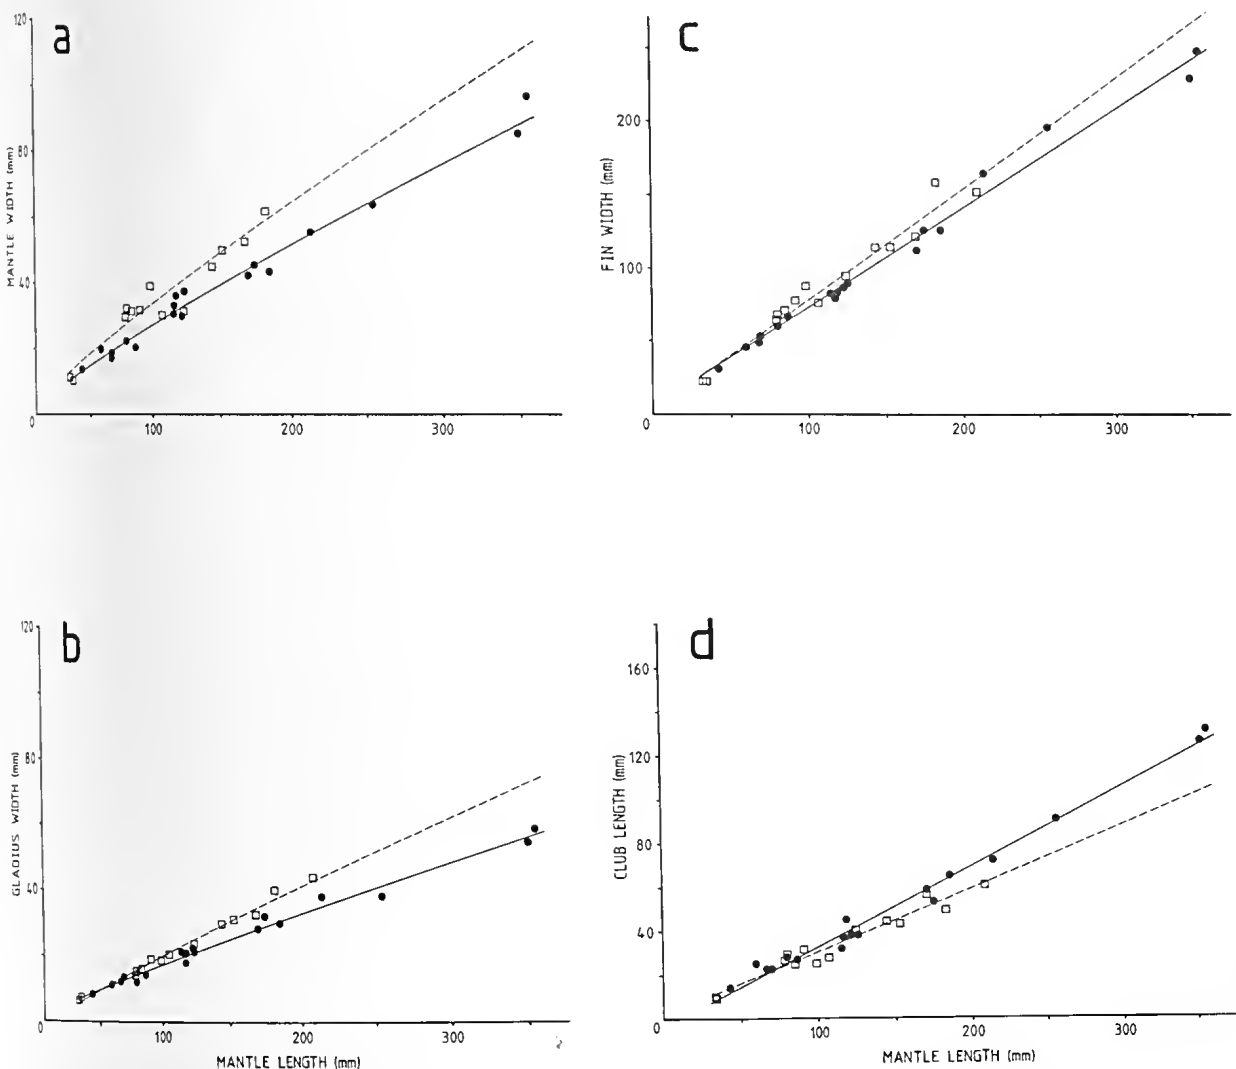 a
120
80
40
0
100
200
300
MANTLE WIDTH (mm)
c
200
100
0
100
200
300
FIN WIDTH (mm)
b
120
80
40
0
100
200
300
GLADIUS WIDTH (mm)
MANTLE LENGTH (mm)
d
160
120
80
40
0
100
200
300
CLUB LENGTH (mm)
MANTLE LENGTH (mm)